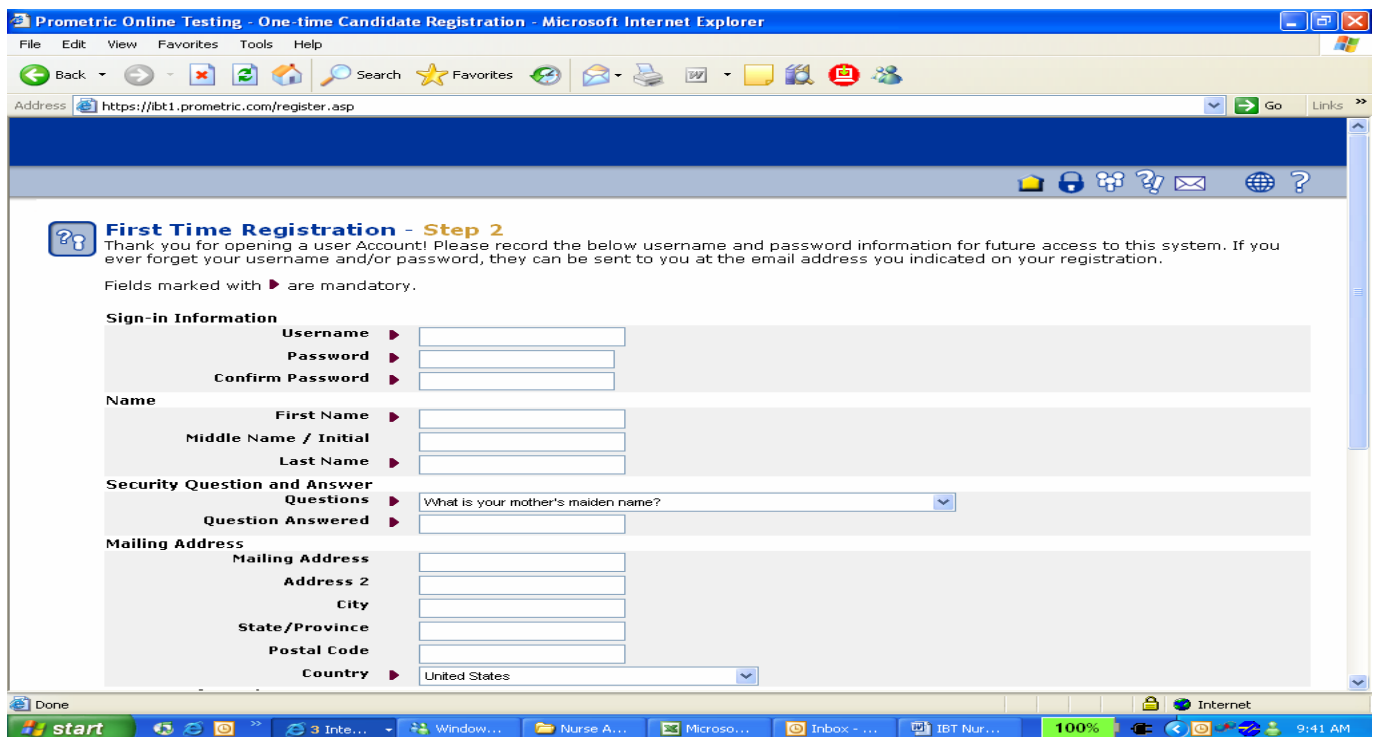 Prometric Online Testing - One-time Candidate Registration - Microsoft Internet Explorer
File Edit View Favorites Tools Help
Back Search Favorites
Address https://ibt1.prometric.com/register.asp Go Links »
First Time Registration - Step 2
Thank you for opening a user Account! Please record the below username and password information for future access to this system. If you
ever forget your username and/or password, they can be sent to you at the email address you indicated on your registration.
Fields marked with are mandatory.
Sign-in Information
Username
Password
Confirm Password
Name
First Name
Middle Name / Initial
Last Name
Security Question and Answer
Questions What is your mother's maiden name?
Question Answered
Mailing Address
Mailing Address
Address 2
City
State/Province
Postal Code
Country United States
Done Internet
start » 3 Inte... Window... Nurse A... Microso... Inbox - ... IBT Nur... 100% 9:41 AM